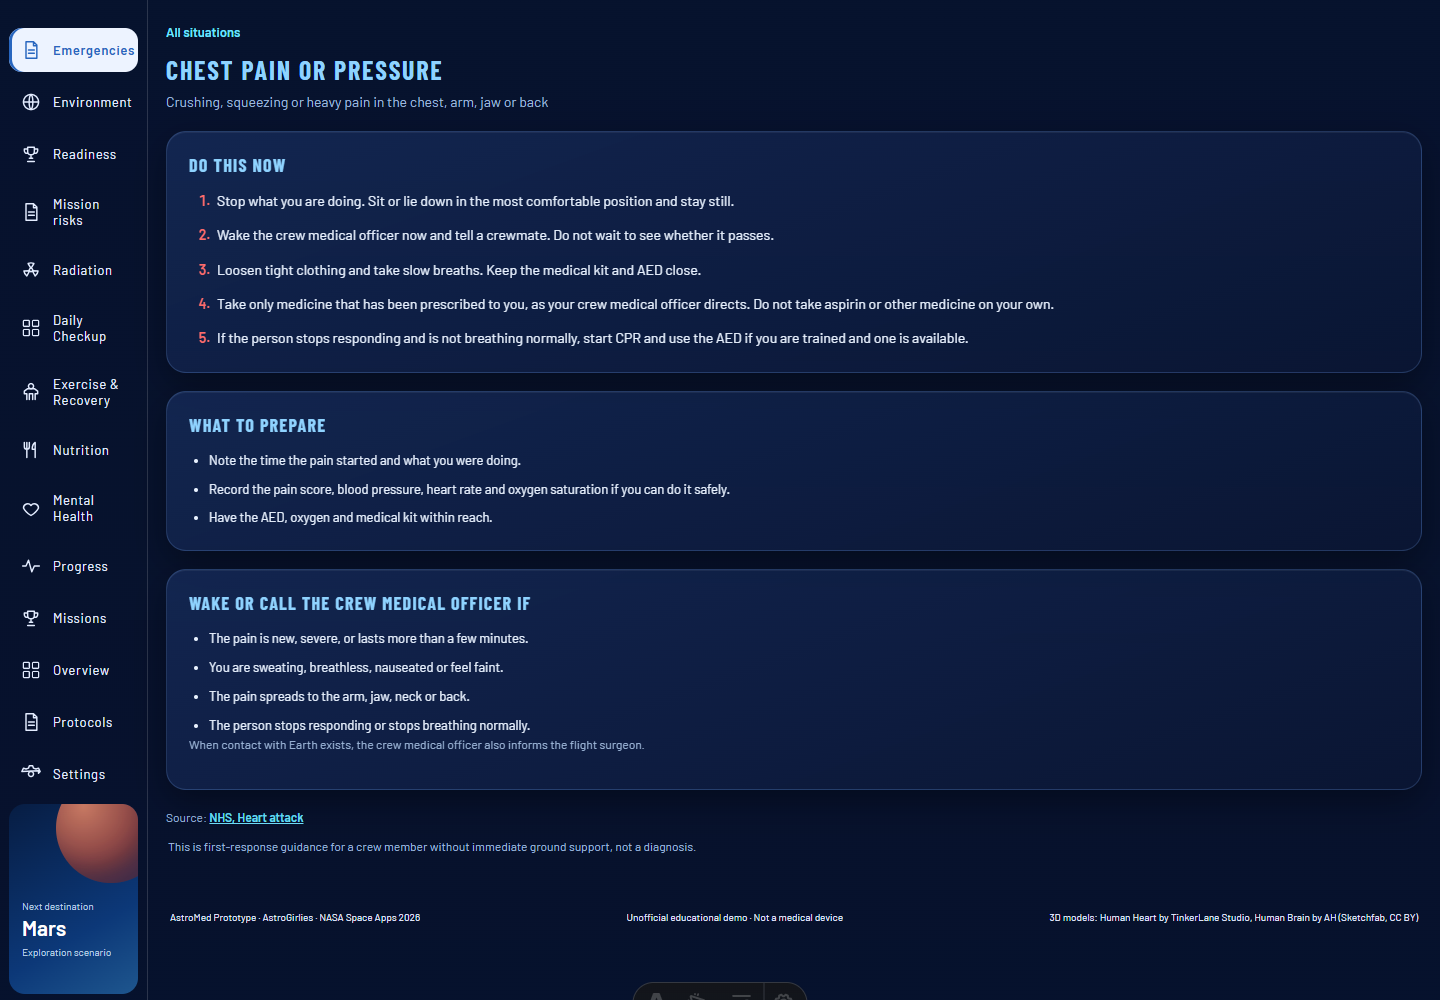 Emergencies
Environment
Readiness
Mission
risks
Radiation
Daily
Checkup
Exercise &
Recovery
Nutrition
Mental
Health
Progress
Missions
Overview
Protocols
Settings
Next destination
Mars
Exploration scenario
All situations
CHEST PAIN OR PRESSURE
Crushing, squeezing or heavy pain in the chest, arm, jaw or back
DO THIS NOW
1. Stop what you are doing. Sit or lie down in the most comfortable position and stay still.
2. Wake the crew medical officer now and tell a crewmate. Do not wait to see whether it passes.
3. Loosen tight clothing and take slow breaths. Keep the medical kit and AED close.
4. Take only medicine that has been prescribed to you, as your crew medical officer directs. Do not take aspirin or other medicine on your own.
5. If the person stops responding and is not breathing normally, start CPR and use the AED if you are trained and one is available.
WHAT TO PREPARE
• Note the time the pain started and what you were doing.
• Record the pain score, blood pressure, heart rate and oxygen saturation if you can do it safely.
• Have the AED, oxygen and medical kit within reach.
WAKE OR CALL THE CREW MEDICAL OFFICER IF
• The pain is new, severe, or lasts more than a few minutes.
• You are sweating, breathless, nauseated or feel faint.
• The pain spreads to the arm, jaw, neck or back.
• The person stops responding or stops breathing normally.
When contact with Earth exists, the crew medical officer also informs the flight surgeon.
Source: NHS, Heart attack
This is first-response guidance for a crew member without immediate ground support, not a diagnosis.
AstroMed Prototype · AstroGirlies · NASA Space Apps 2026
Unofficial educational demo · Not a medical device
3D models: Human Heart by TinkerLane Studio, Human Brain by AH (Sketchfab, CC BY)